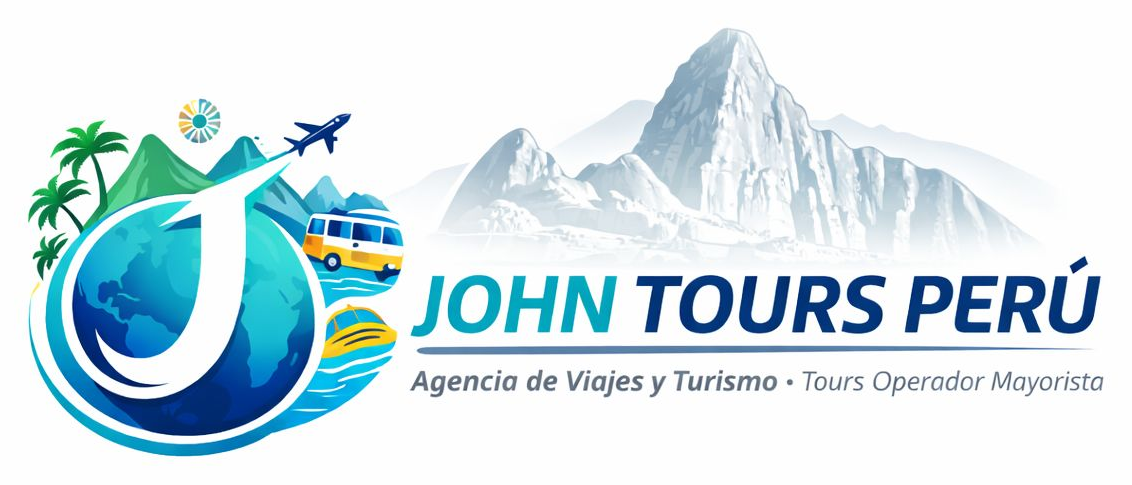 JOHN TOURS PERÚ
Agencia de Viajes y Turismo • Tours Operador Mayorista